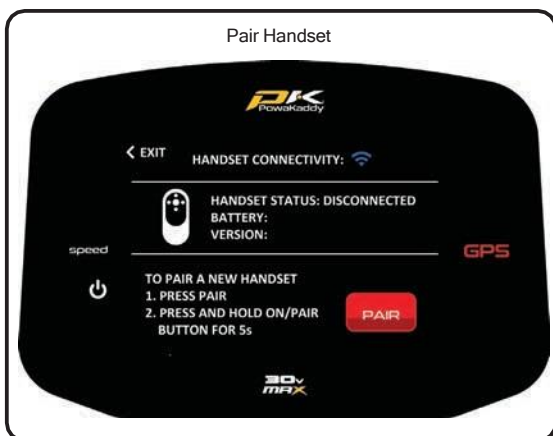 Pair Handset
PK
PowaKaddy
< EXIT
HANDSET CONNECTIVITY:
HANDSET STATUS: DISCONNECTED
BATTERY:
VERSION:
speed
GPS
TO PAIR A NEW HANDSET
1. PRESS PAIR
2. PRESS AND HOLD ON/PAIR
BUTTON FOR 5s
PAIR
30v
MAX